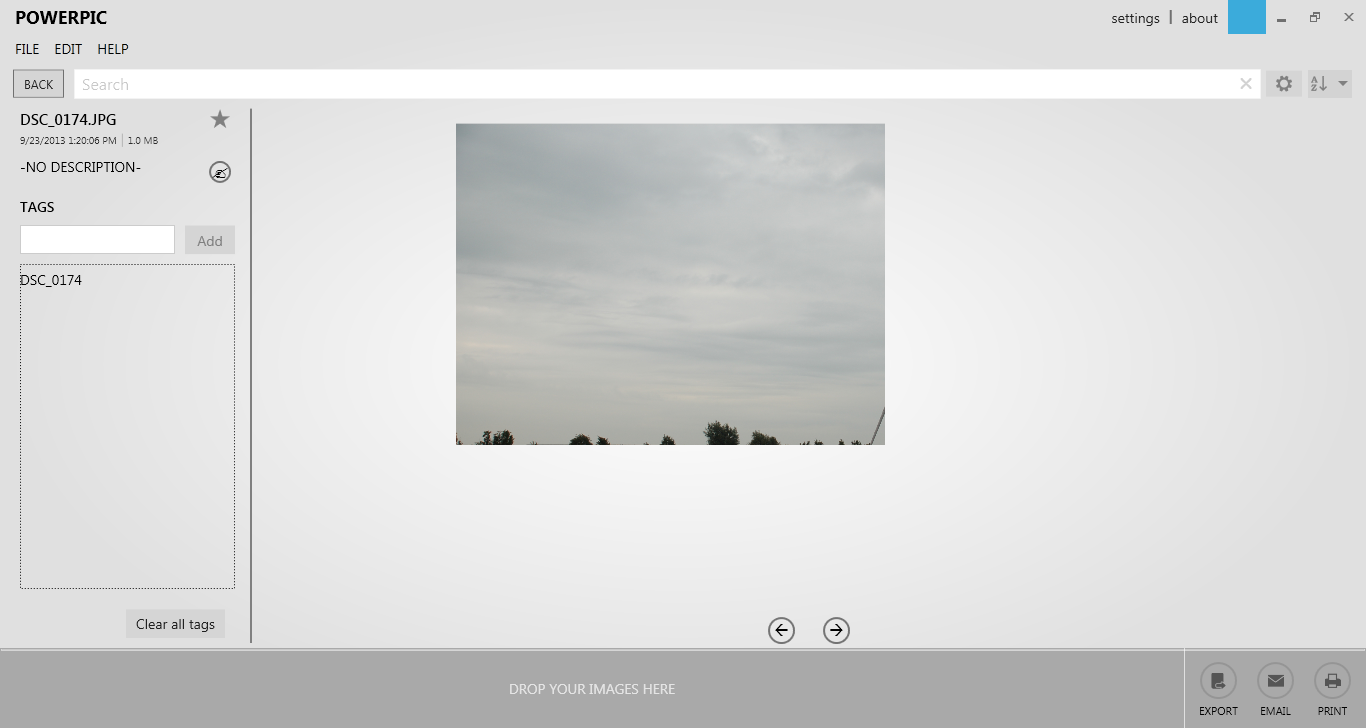 POWERPIC
settings | about
FILE EDIT HELP
BACK Search
DSC_0174.JPG
9/23/2013 1:20:06 PM | 1.0 MB
-NO DESCRIPTION-
TAGS
Add
DSC_0174
Clear all tags
DROP YOUR IMAGES HERE
EXPORT EMAIL PRINT